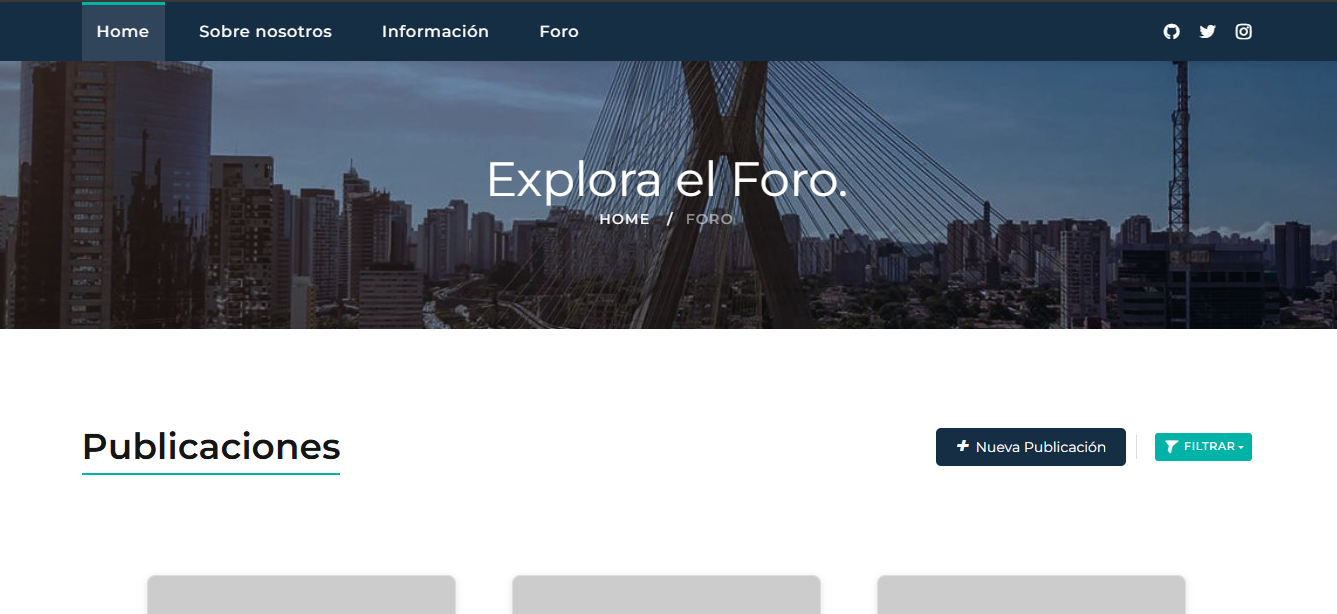 Home Sobre nosotros Información Foro
Explora el Foro.
HOME / FORO
Publicaciones
Nueva Publicación
FILTRAR